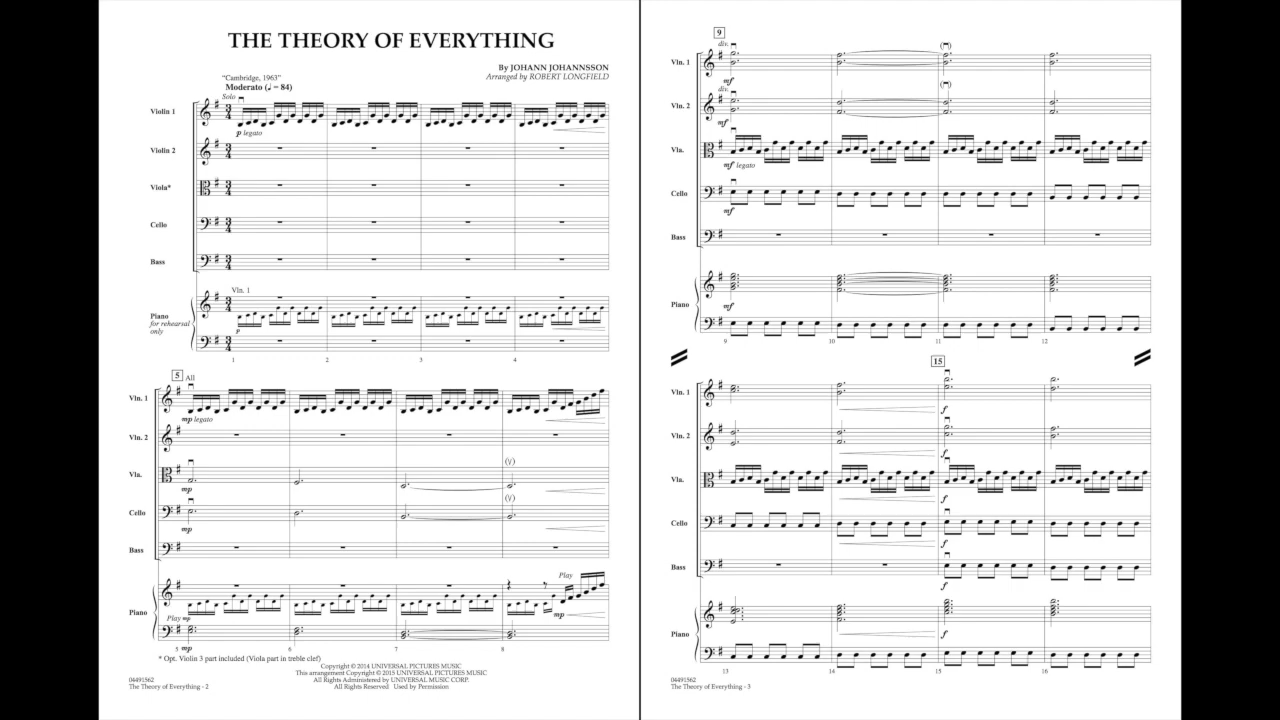 THE THEORY OF EVERYTHING
By JOHANN JOHANNSSON
Arranged by ROBERT LONGFIELD
"Cambridge, 1963"
Moderato (♩ = 84)
Solo
Violin 1
p legato
Violin 2
Viola*
Cello
Bass
Vln. 1
Piano
for rehearsal
only
p
1 2 3 4
5 All
Vln. 1
mp legato
Vln. 2
Vla.
mp
Cello
mp
Bass
Play
Piano
mp
Play mp
mp
5 6 7 8
* Opt. Violin 3 part included (Viola part in treble clef)
Copyright © 2014 UNIVERSAL PICTURES MUSIC
This arrangement Copyright © 2015 UNIVERSAL PICTURES MUSIC
All Rights Administered by UNIVERSAL MUSIC CORP.
All Rights Reserved Used by Permission
04491562
The Theory of Everything - 2
9
div.
Vln. 1
mf
div.
Vln. 2
mf
Vla.
mf legato
Cello
mf
Bass
Piano
mf
9 10 11 12
15
Vln. 1
f
Vln. 2
f
Vla.
f
Cello
f
Bass
f
Piano
f
13 14 15 16
04491562
The Theory of Everything - 3